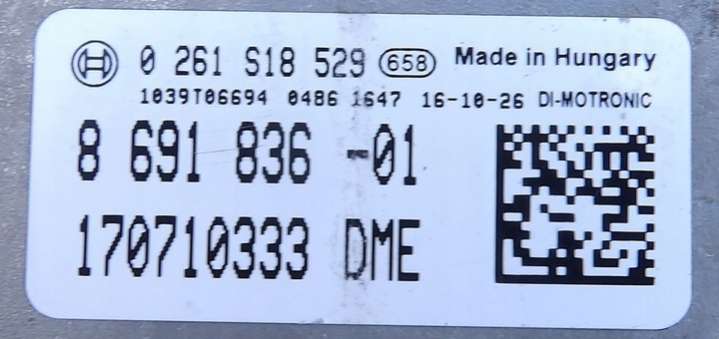 0 261 S18 529 658 Made in Hungary
1039T06694 0486 1647 16-10-26 DI-MOTRONIC
8 691 836 -01
170710333 DME